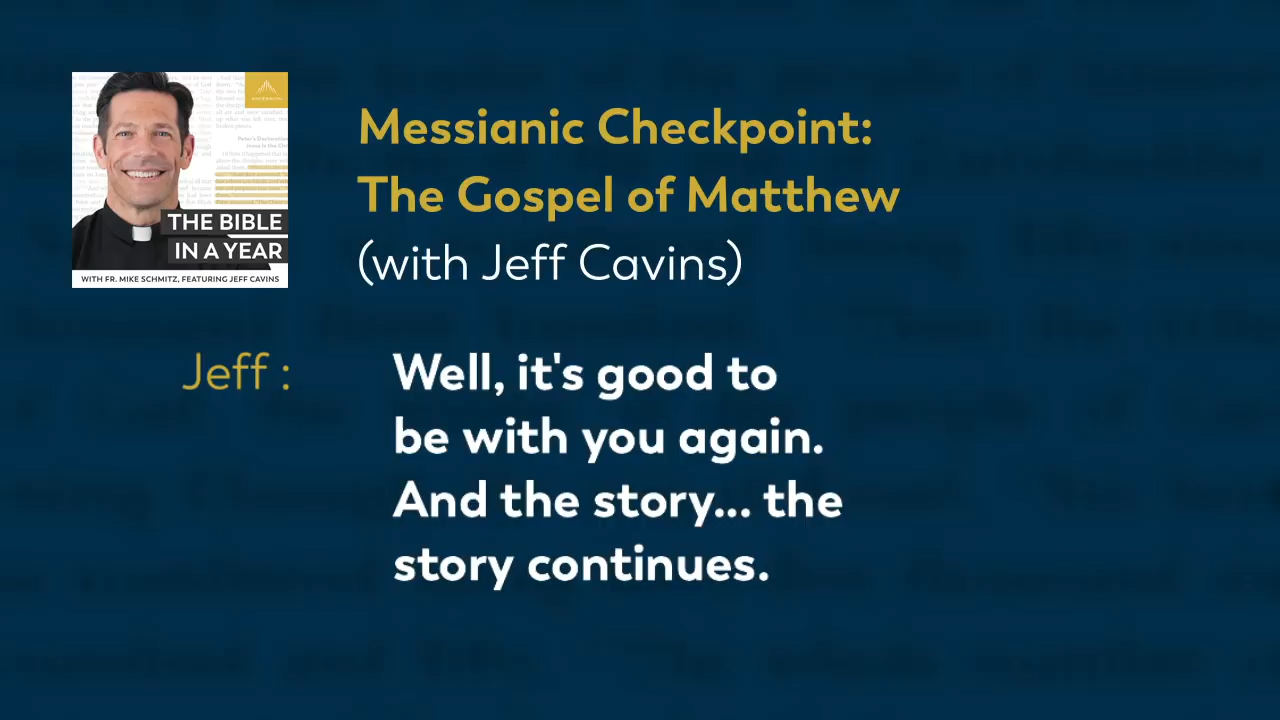 Messianic Checkpoint:
The Gospel of Matthew
(with Jeff Cavins)
THE BIBLE
IN A YEAR
WITH FR. MIKE SCHMITZ, FEATURING JEFF CAVINS
Jeff :
Well, it's good to
be with you again.
And the story... the
story continues.